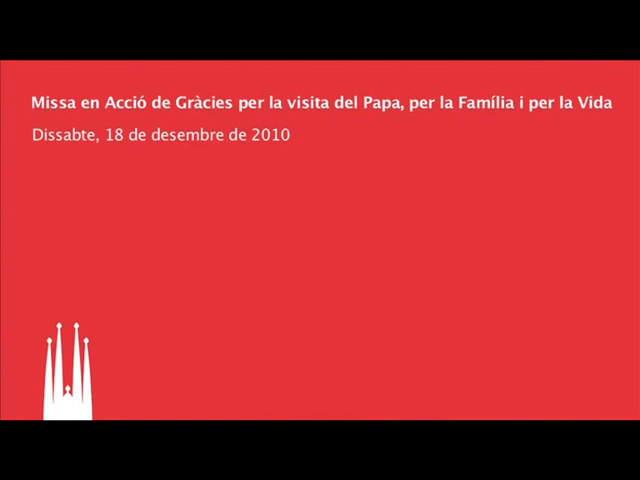 Missa en Acció de Gràcies per la visita del Papa, per la Família i per la Vida
Dissabte, 18 de desembre de 2010